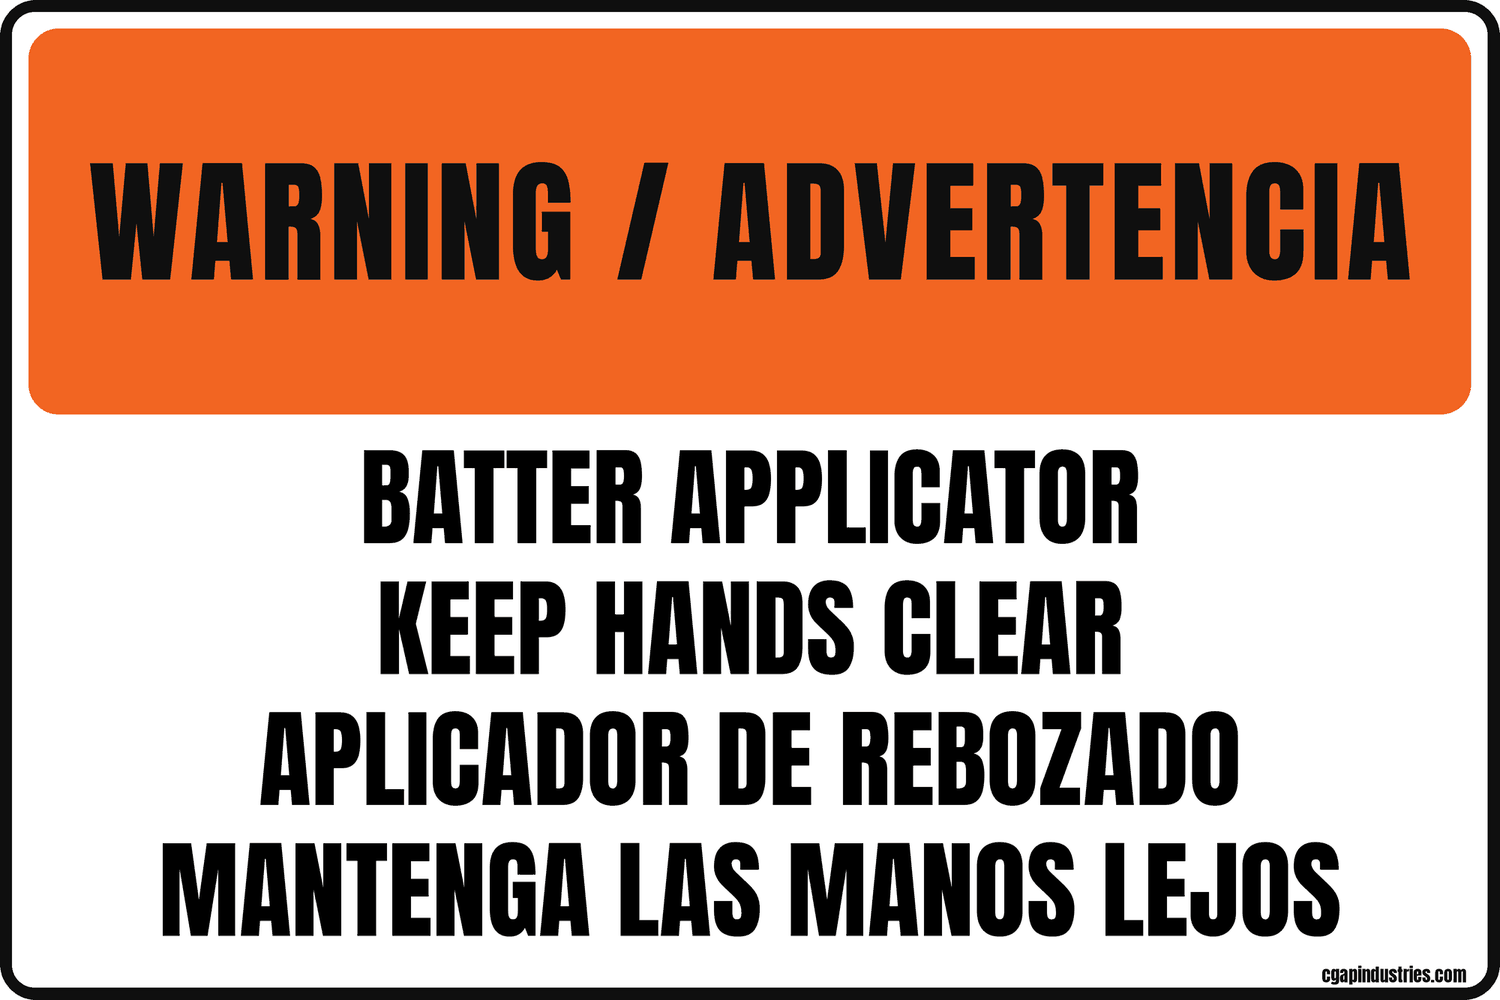 WARNING / ADVERTENCIA
BATTER APPLICATOR
KEEP HANDS CLEAR
APLICADOR DE REBOZADO
MANTENGA LAS MANOS LEJOS
cgapindustries.com